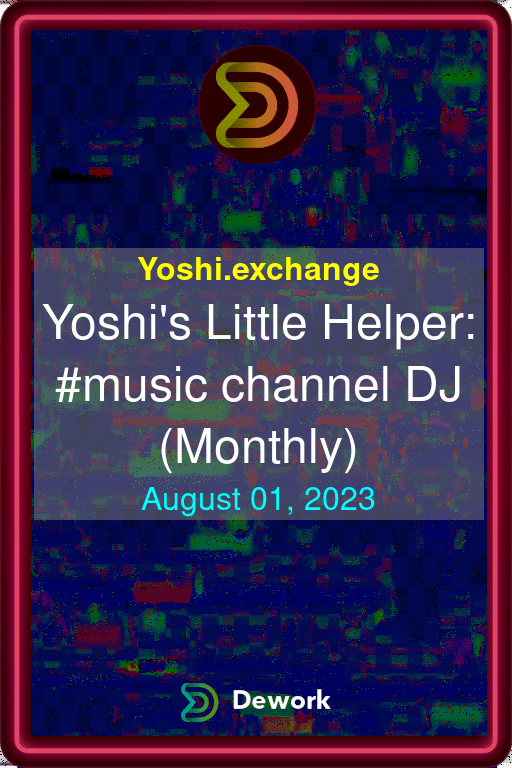 Yoshi.exchange
Yoshi's Little Helper:
#music channel DJ
(Monthly)
August 01, 2023
Dework